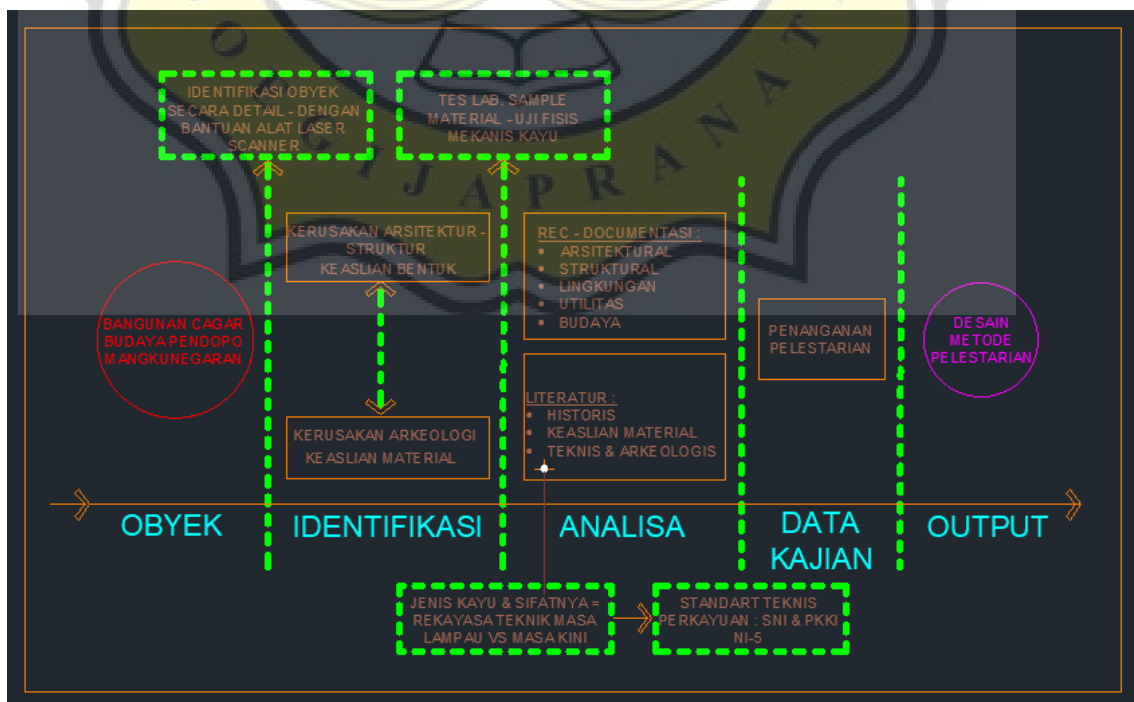 IDENTIFIKASI OBYEK
SECARA DETAIL - DENGAN
BANTUAN ALAT LASER
SCANNER
TES LAB. SAMPLE
MATERIAL - UJI FISIS
MEKANIS KAYU
GIJAPRANAT
BANGUNAN CAGAR
BUDAYA PENDOPO
MANGKUNEGARAN
KERUSAKAN ARSITEKTUR -
STRUKTUR
KEASLIAN BENTUK
KERUSAKAN ARKEOLOGI
KEASLIAN MATERIAL
REC - DOCUMENTASI :
• ARSITEKTURAL
• STRUKTURAL
• LINGKUNGAN
• UTILITAS
• BUDAYA
LITERATUR :
• HISTORIS
• KEASLIAN MATERIAL
• TEKNIS & ARKEOLOGIS
PENANGANAN
PELESTARIAN
DESAIN
METODE
PELESTARIAN
OBYEK
IDENTIFIKASI
ANALISA
DATA
KAJIAN
OUTPUT
JENIS KAYU & SIFATNYA =
REKAYASA TEKNIK MASA
LAMPAU VS MASA KINI
STANDART TEKNIS
PERKAYUAN : SNI & PKKI
NI-5